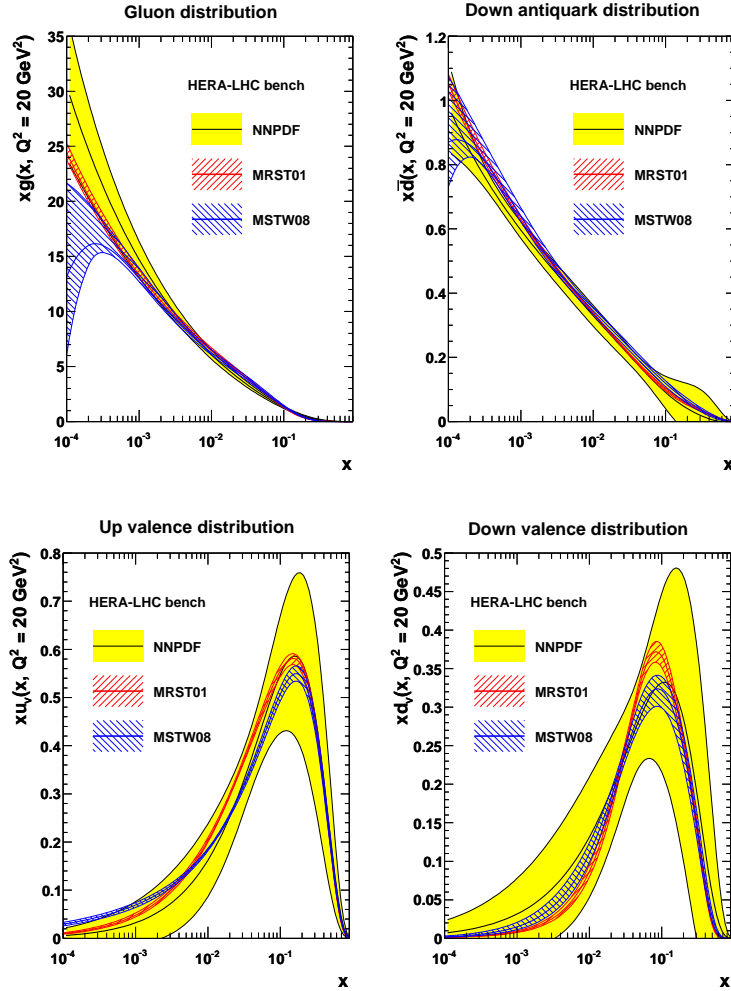 Gluon distribution
xg(x, Q² = 20 GeV²)
35
30
25
20
15
10
5
0
HERA-LHC bench
NNPDF
MRST01
MSTW08
10⁻⁴ 10⁻³ 10⁻² 10⁻¹
x
Down antiquark distribution
xd̅(x, Q² = 20 GeV²)
1.2
1
0.8
0.6
0.4
0.2
0
HERA-LHC bench
NNPDF
MRST01
MSTW08
10⁻⁴ 10⁻³ 10⁻² 10⁻¹
x
Up valence distribution
xuᵥ(x, Q² = 20 GeV²)
0.8
0.7
0.6
0.5
0.4
0.3
0.2
0.1
0
HERA-LHC bench
NNPDF
MRST01
MSTW08
10⁻⁴ 10⁻³ 10⁻² 10⁻¹
x
Down valence distribution
xdᵥ(x, Q² = 20 GeV²)
0.5
0.45
0.4
0.35
0.3
0.25
0.2
0.15
0.1
0.05
0
HERA-LHC bench
NNPDF
MRST01
MSTW08
10⁻⁴ 10⁻³ 10⁻² 10⁻¹
x